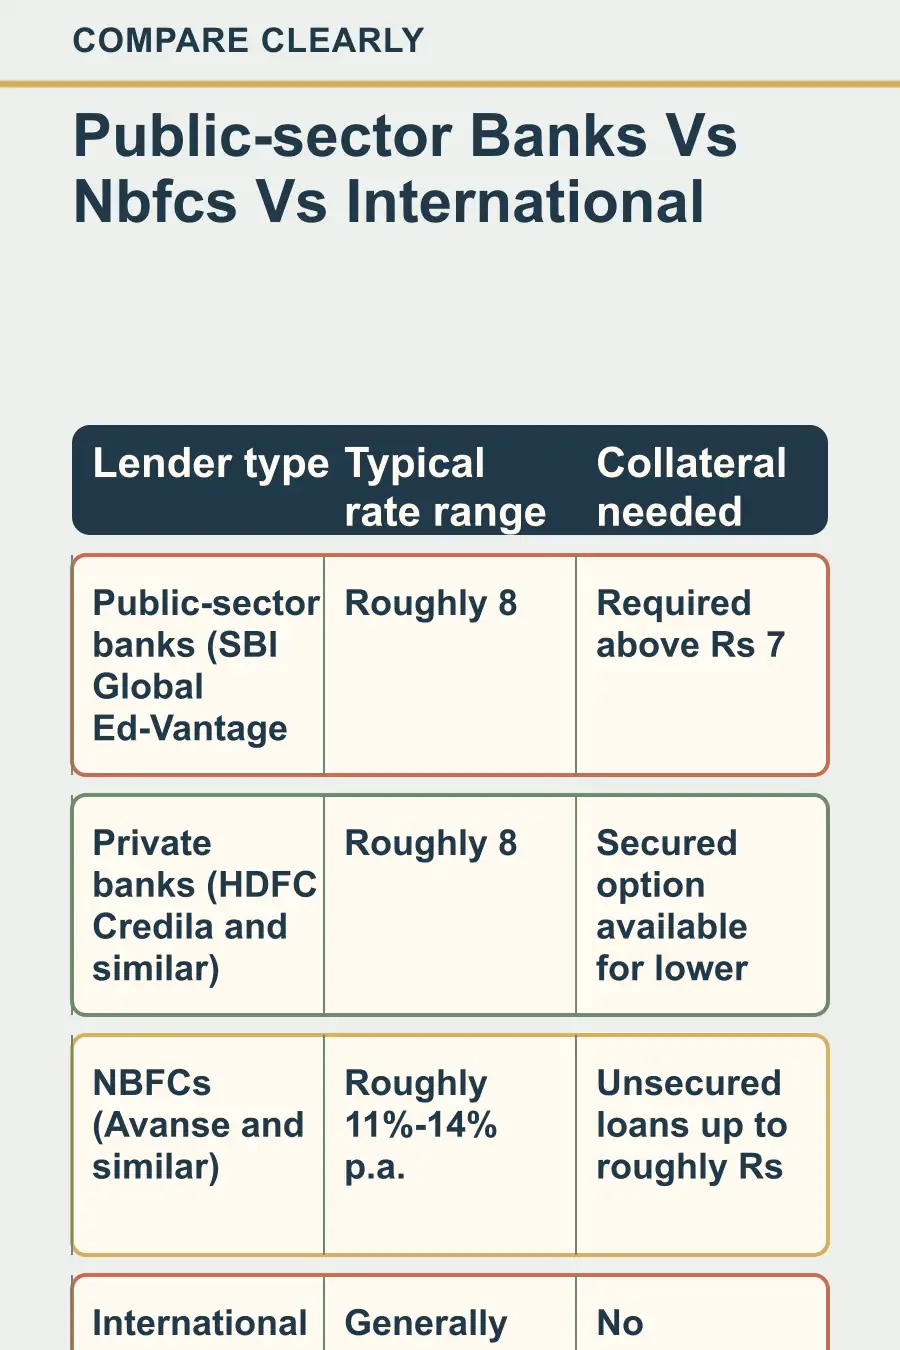 COMPARE CLEARLY
Public-sector Banks Vs
Nbfcs Vs International
Lender type
Typical
rate range
Collateral
needed
Public-sector
banks (SBI
Global
Ed-Vantage
Roughly 8
Required
above Rs 7
Private
banks (HDFC
Credila and
similar)
Roughly 8
Secured
option
available
for lower
NBFCs
(Avanse and
similar)
Roughly
11%-14%
p.a.
Unsecured
loans up to
roughly Rs
International
Generally
No